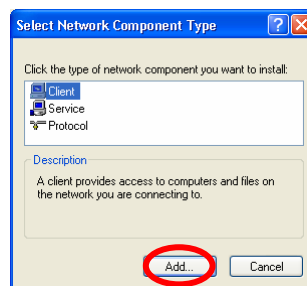 Select Network Component Type
Click the type of network component you want to install:
Client
Service
Protocol
Description
A client provides access to computers and files on
the network you are connecting to.
Add...
Cancel